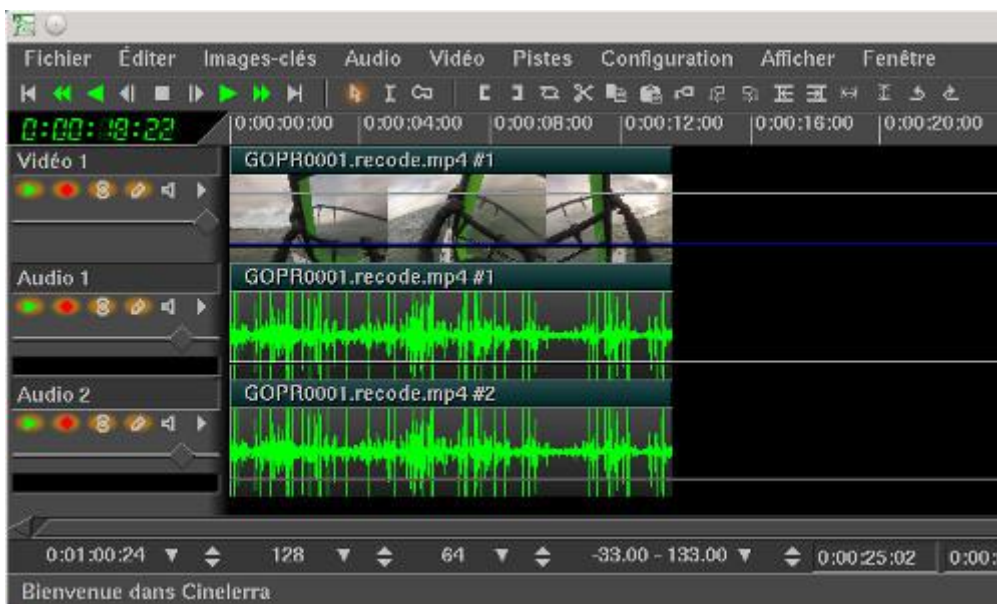 Fichier Éditer Images-clés Audio Vidéo Pistes Configuration Afficher Fenêtre
0:00:00:00 0:00:04:00 0:00:08:00 0:00:12:00 0:00:16:00 0:00:20:00
Vidéo 1
GOPR0001.recode.mp4 #1
Audio 1
GOPR0001.recode.mp4 #1
Audio 2
GOPR0001.recode.mp4 #2
0:01:00:24 128 64 -33.00 - 133.00 0:00:25:02 0:00:
Bienvenue dans Cinelerra